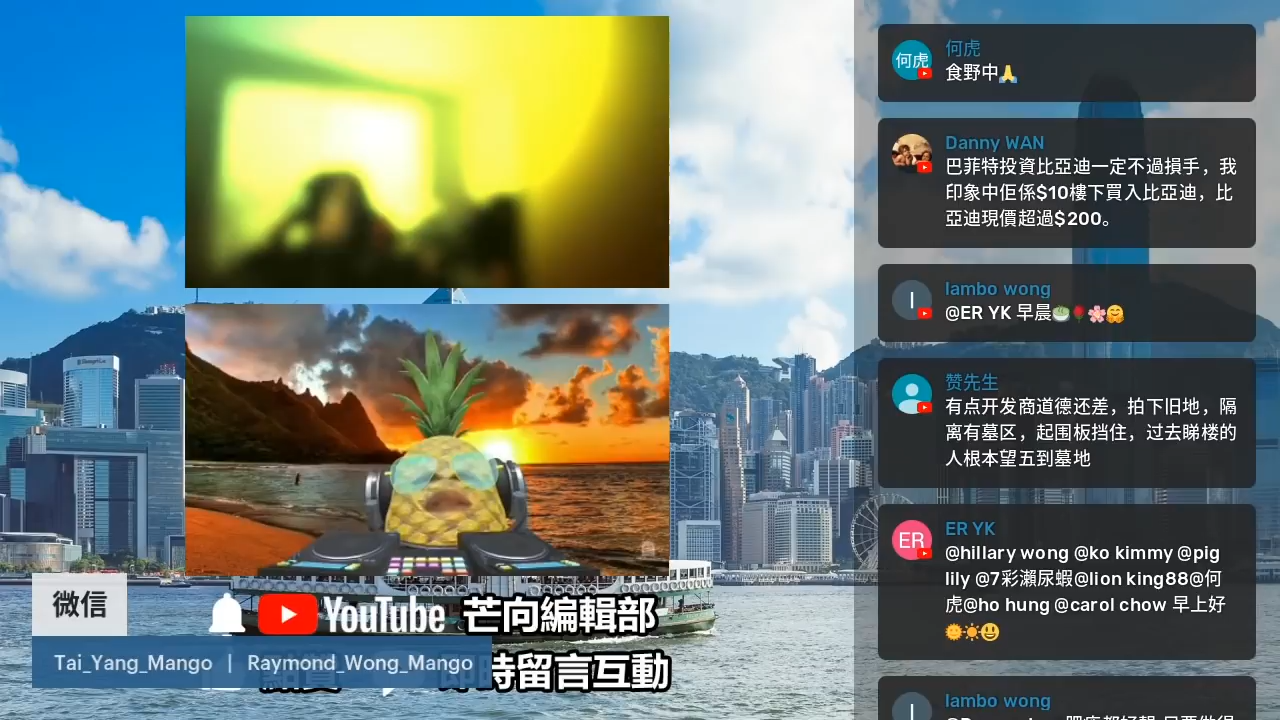 何虎
何虎
食野中🙏
Danny WAN
巴菲特投資比亞迪一定不過損手，我
印象中佢係$10樓下買入比亞迪，比
亞迪現價超過$200。
I
lambo wong
@ER YK 早晨🍵🌹🌸🤗
赞先生
有点开发商道德还差，拍下旧地，隔
离有墓区，起围板挡住，过去睇楼的
人根本望五到墓地
ER
ER YK
@hillary wong @ko kimmy @pig
lily @7彩瀨尿蝦@lion king88@何
虎@ho hung @carol chow 早上好
🌞☀😃
I
lambo wong
YouTube 芒向編輯部
微信
Tai_Yang_Mango | Raymond_Wong_Mango
即時留言互動